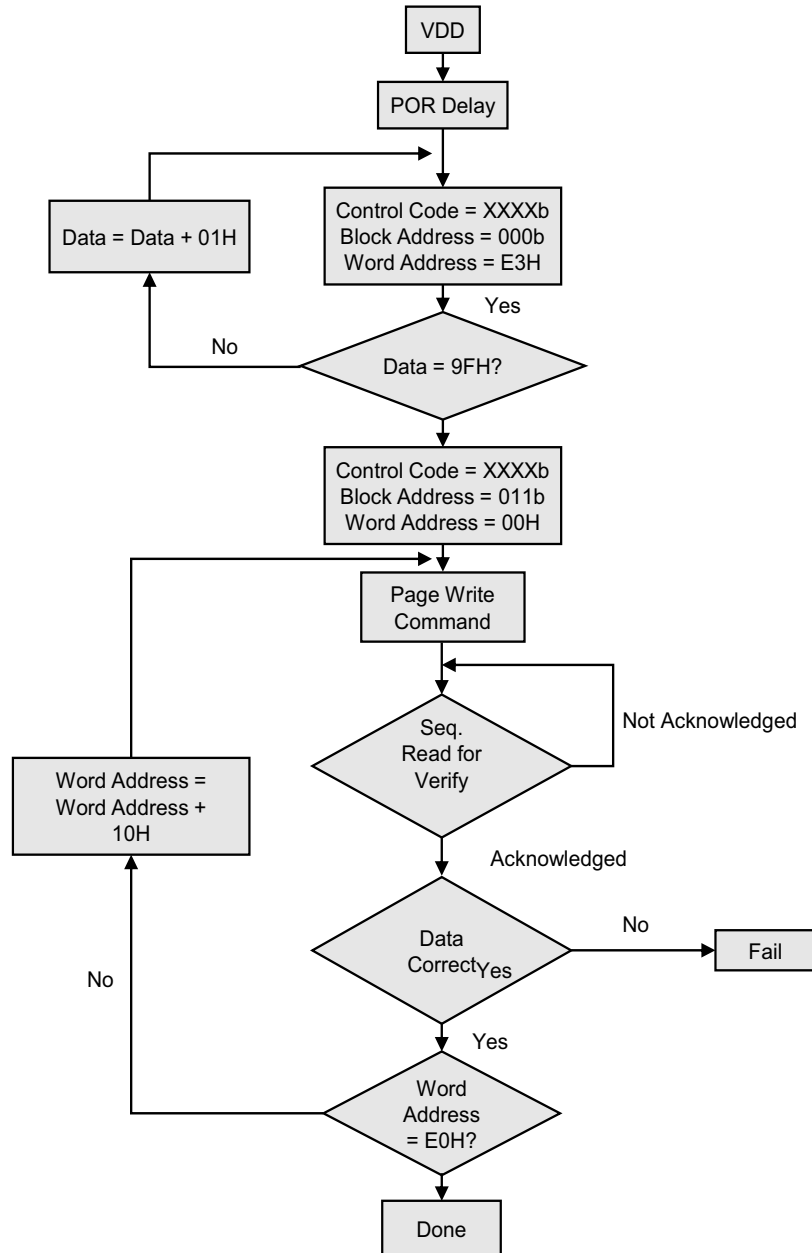 VDD
POR Delay
Data = Data + 01H
Control Code = XXXXb
Block Address = 000b
Word Address = E3H
Yes
No
Data = 9FH?
Control Code = XXXXb
Block Address = 011b
Word Address = 00H
Page Write
Command
Seq.
Read for
Verify
Not Acknowledged
Word Address =
Word Address +
10H
Acknowledged
Data
Correct
Yes
No
Fail
No
Yes
Word
Address
= E0H?
Done